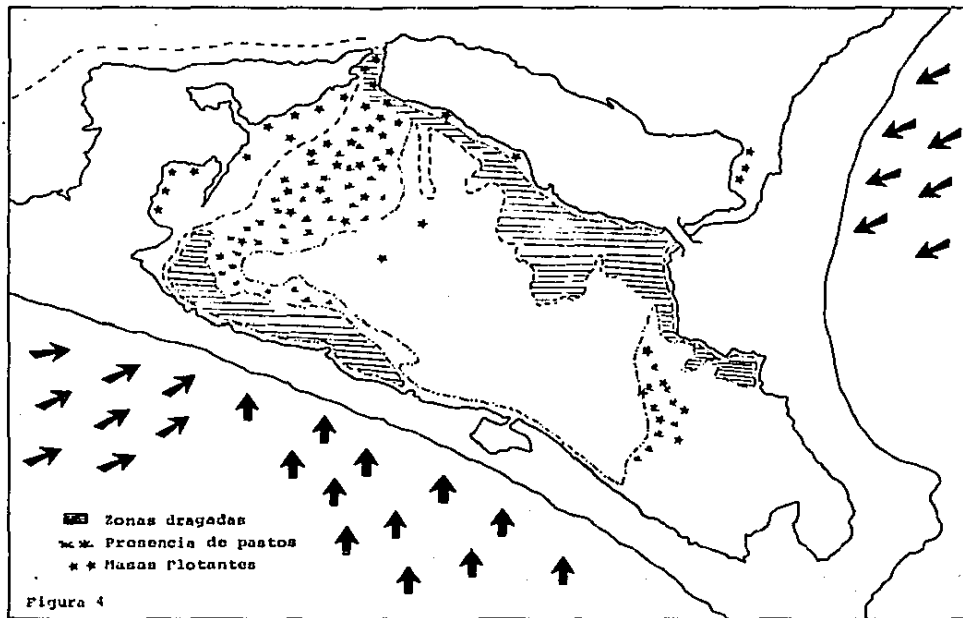 Zonas dragadas
Presencia de pastos
Masas Flotantes
Figura 4